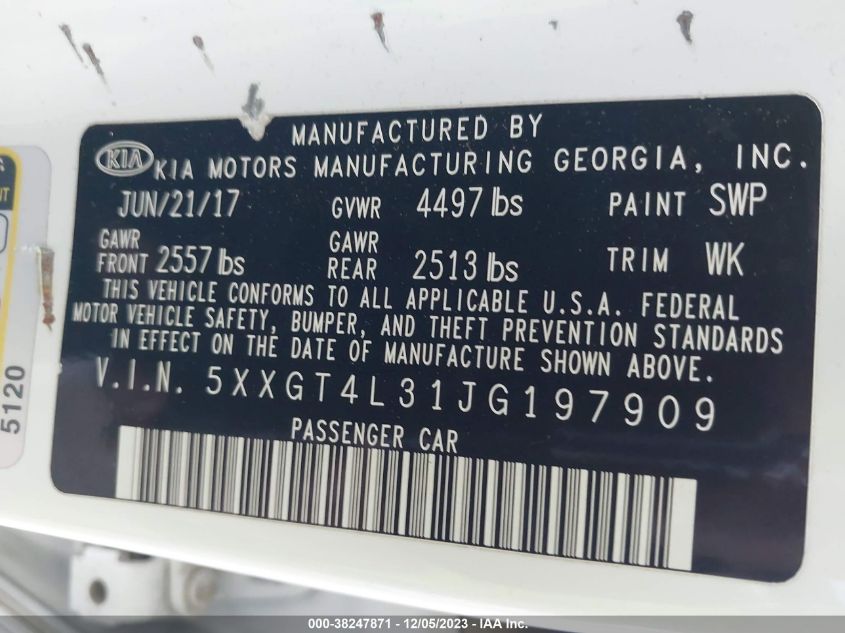 MANUFACTURED BY
KIA KIA MOTORS MANUFACTURING GEORGIA, INC.
JUN/21/17 GVWR 4497 lbs PAINT SWP
GAWR FRONT 2557 lbs GAWR REAR 2513 lbs TRIM WK
THIS VEHICLE CONFORMS TO ALL APPLICABLE U.S.A. FEDERAL
MOTOR VEHICLE SAFETY, BUMPER, AND THEFT PREVENTION STANDARDS
IN EFFECT ON THE DATE OF MANUFACTURE SHOWN ABOVE.
V.I.N. 5XXGT4L31JG197909
PASSENGER CAR
5120
000-38247871 - 12/05/2023 - IAAI.com